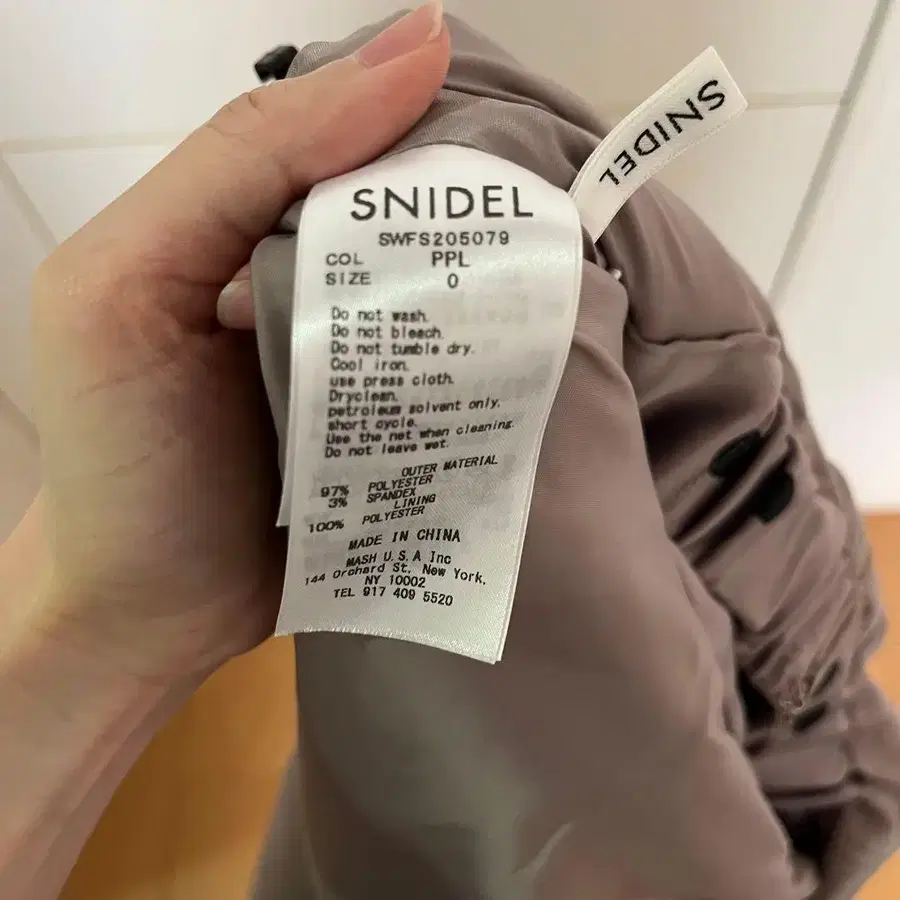 SNIDEL
SNIDEL
SWFS205079
COL PPL
SIZE 0
Do not wash.
Do not bleach.
Do not tumble dry.
Cool iron.
use press cloth.
Dryclean.
petroleum solvent only.
short cycle.
Use the net when cleaning.
Do not leave wet.
OUTER MATERIAL
97% POLYESTER
3% SPANDEX
LINING
100% POLYESTER
MADE IN CHINA
MASH U.S.A Inc
144 Orchard St, New York,
NY 10002
TEL 917 409 5520